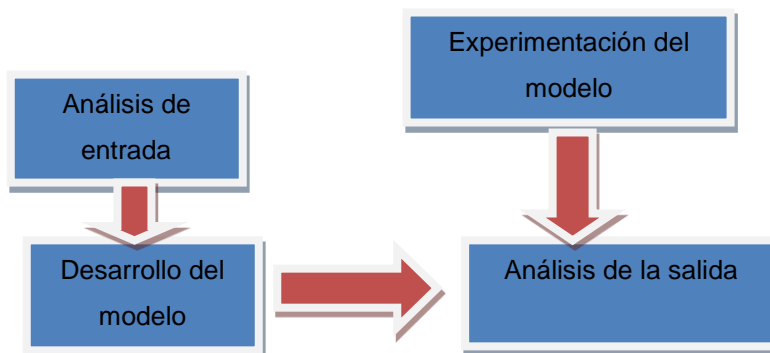 Experimentación del
modelo
Análisis de
entrada
Desarrollo del
modelo
Análisis de la salida